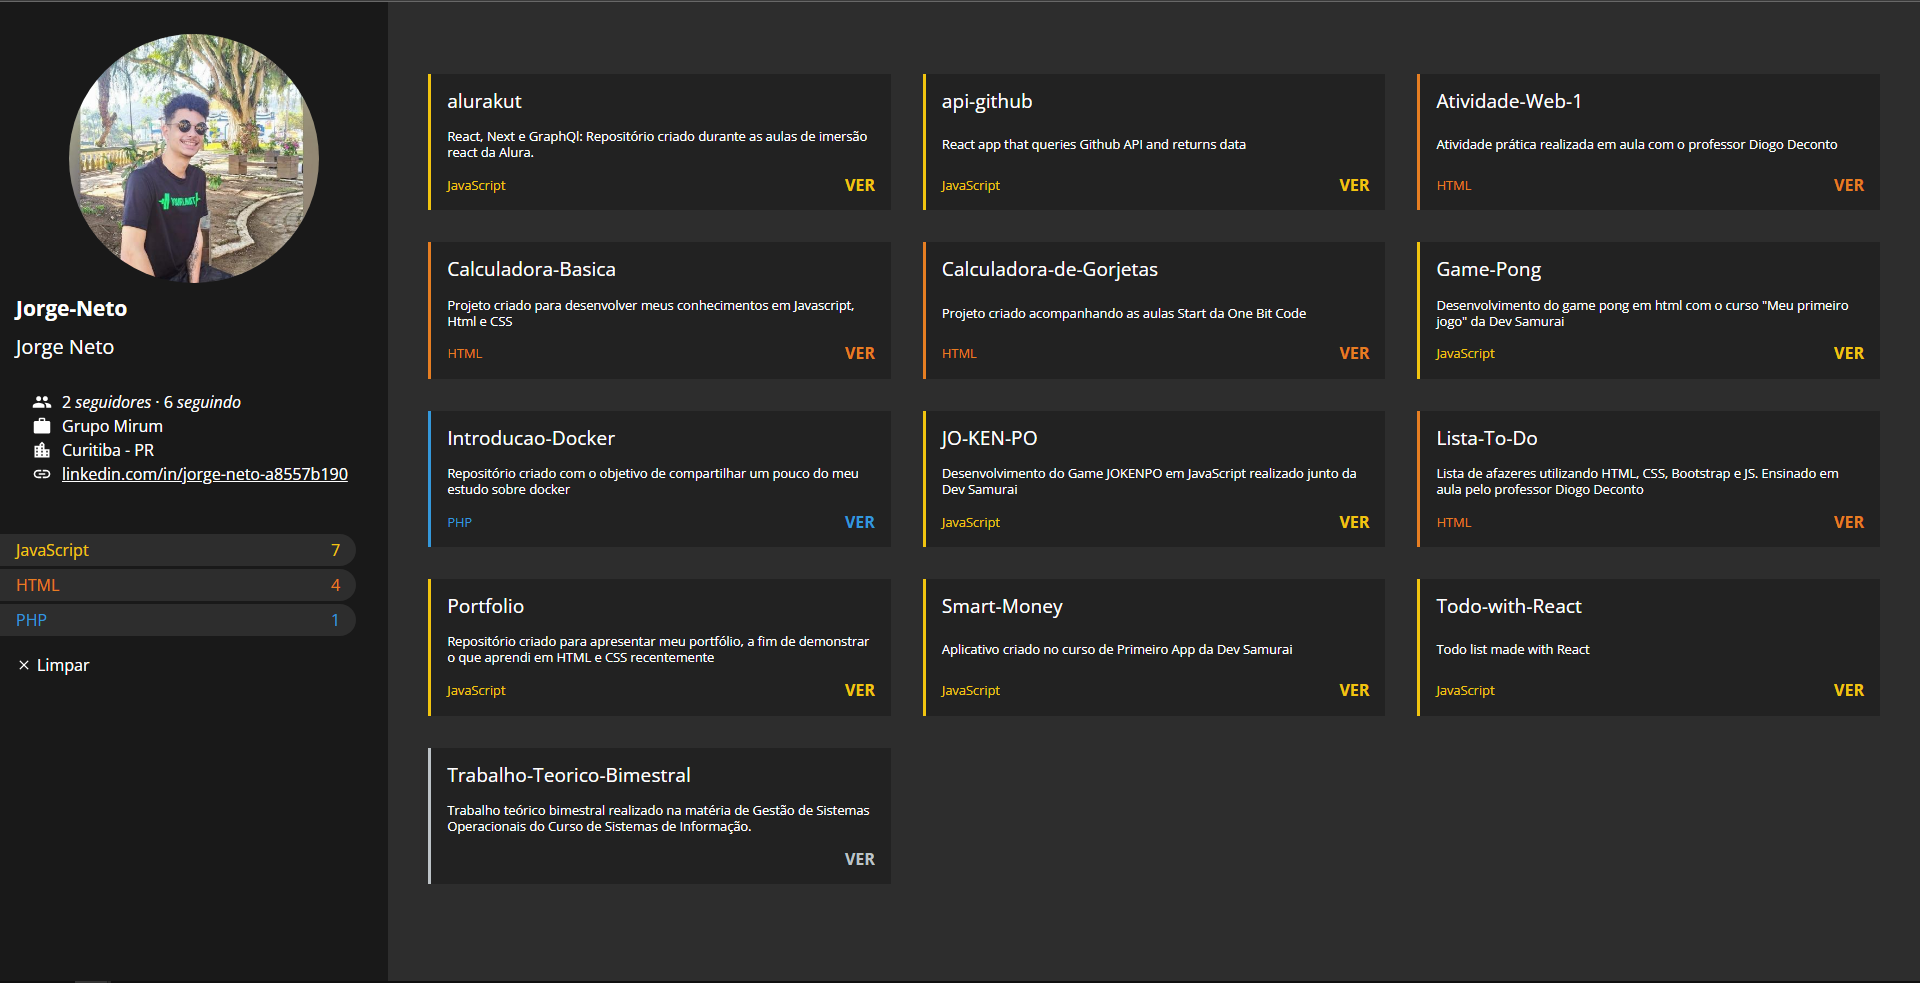 Jorge-Neto
Jorge Neto
2 seguidores · 6 seguindo
Grupo Mirum
Curitiba - PR
linkedin.com/in/jorge-neto-a8557b190
JavaScript 7
HTML 4
PHP 1
Limpar
alurakut
React, Next e GraphQl: Repositório criado durante as aulas de imersão
react da Alura.
JavaScript VER
api-github
React app that queries Github API and returns data
JavaScript VER
Atividade-Web-1
Atividade prática realizada em aula com o professor Diogo Deconto
HTML VER
Calculadora-Basica
Projeto criado para desenvolver meus conhecimentos em Javascript,
Html e CSS
HTML VER
Calculadora-de-Gorjetas
Projeto criado acompanhando as aulas Start da One Bit Code
HTML VER
Game-Pong
Desenvolvimento do game pong em html com o curso "Meu primeiro
jogo" da Dev Samurai
JavaScript VER
Introducao-Docker
Repositório criado com o objetivo de compartilhar um pouco do meu
estudo sobre docker
PHP VER
JO-KEN-PO
Desenvolvimento do Game JOKENPO em JavaScript realizado junto da
Dev Samurai
JavaScript VER
Lista-To-Do
Lista de afazeres utilizando HTML, CSS, Bootstrap e JS. Ensinado em
aula pelo professor Diogo Deconto
HTML VER
Portfolio
Repositório criado para apresentar meu portfólio, a fim de demonstrar
o que aprendi em HTML e CSS recentemente
JavaScript VER
Smart-Money
Aplicativo criado no curso de Primeiro App da Dev Samurai
JavaScript VER
Todo-with-React
Todo list made with React
JavaScript VER
Trabalho-Teorico-Bimestral
Trabalho teórico bimestral realizado na matéria de Gestão de Sistemas
Operacionais do Curso de Sistemas de Informação.
VER